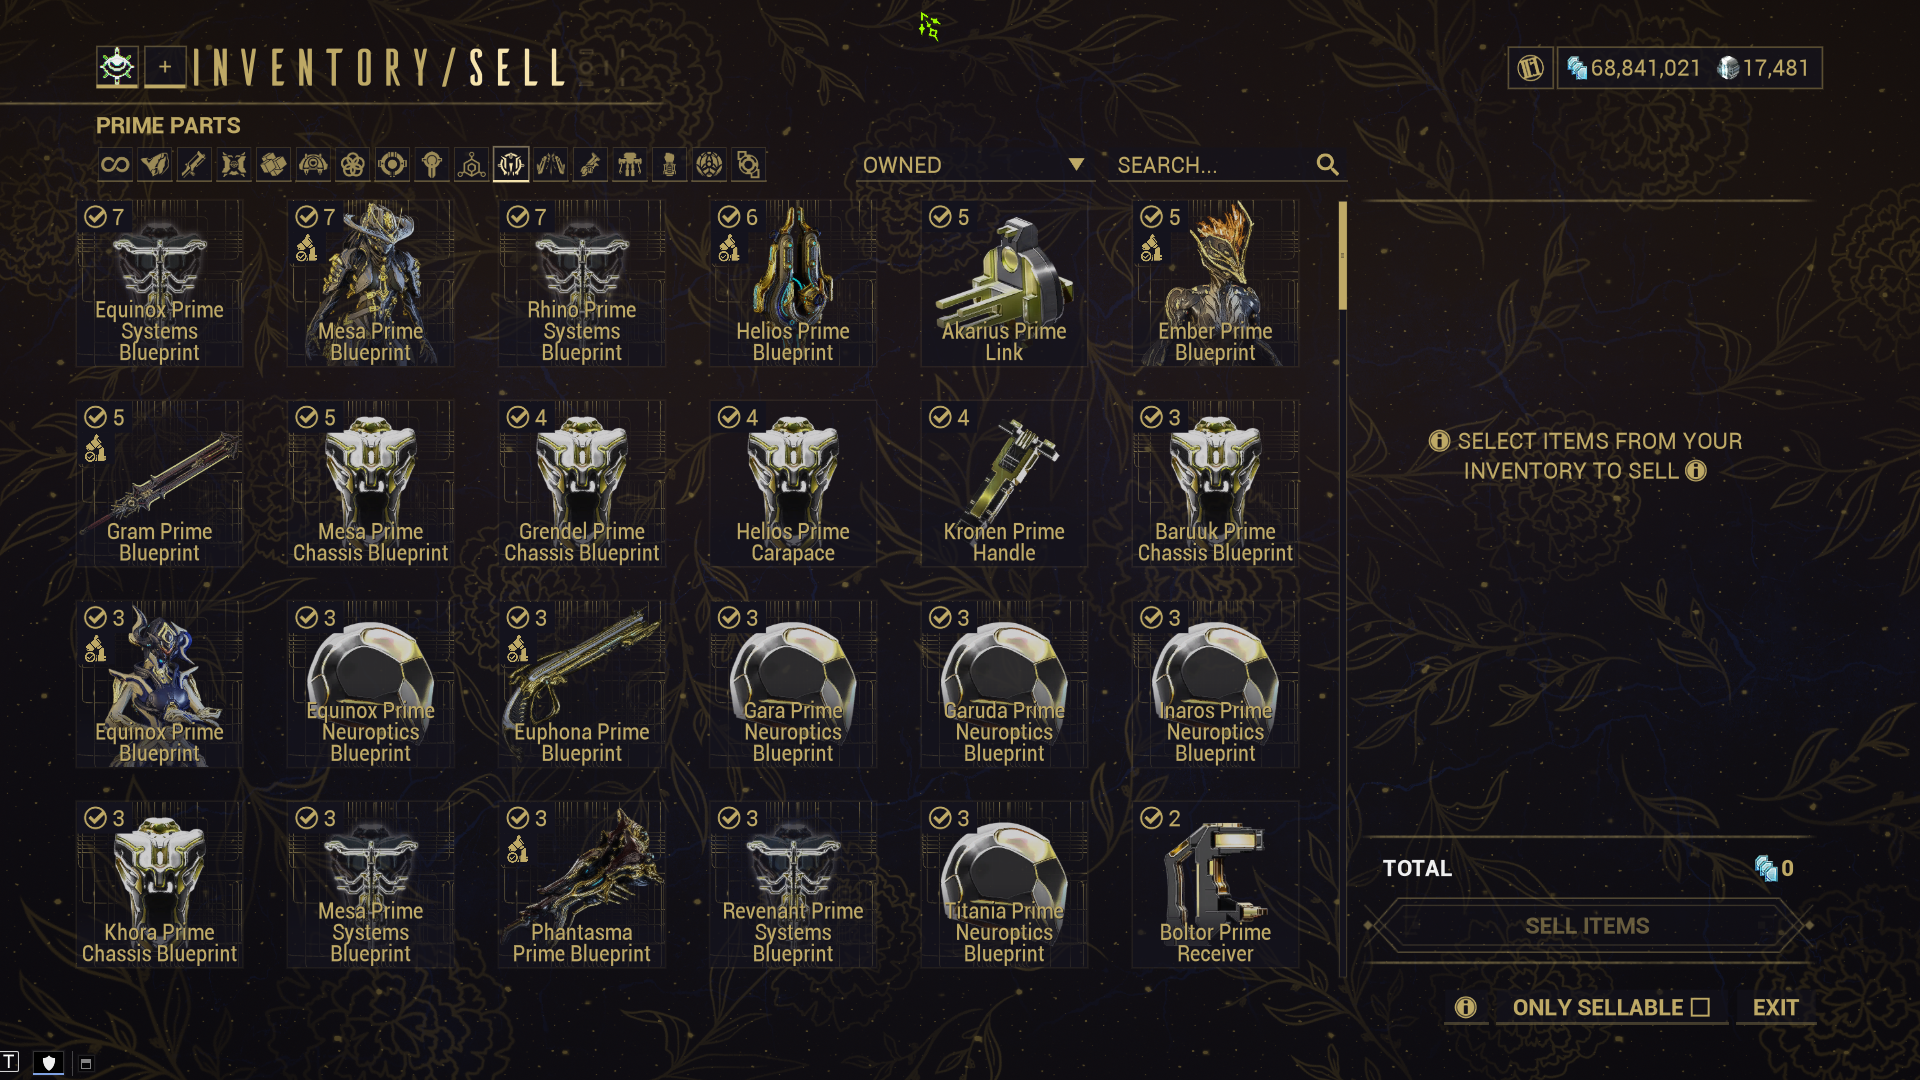 INVENTORY/SELL
68,841,021 17,481
PRIME PARTS
OWNED
SEARCH...
7
Equinox Prime
Systems
Blueprint
7
Mesa Prime
Blueprint
7
Rhino Prime
Systems
Blueprint
6
Helios Prime
Blueprint
5
Akarius Prime
Link
5
Ember Prime
Blueprint
5
Gram Prime
Blueprint
5
Mesa Prime
Chassis Blueprint
4
Grendel Prime
Chassis Blueprint
4
Helios Prime
Carapace
4
Kronen Prime
Handle
3
Baruuk Prime
Chassis Blueprint
3
Equinox Prime
Blueprint
3
Equinox Prime
Neuroptics
Blueprint
3
Euphona Prime
Blueprint
3
Gara Prime
Neuroptics
Blueprint
3
Garuda Prime
Neuroptics
Blueprint
3
Inaros Prime
Neuroptics
Blueprint
3
Khora Prime
Chassis Blueprint
3
Mesa Prime
Systems
Blueprint
3
Phantasma
Prime Blueprint
3
Revenant Prime
Systems
Blueprint
3
Titania Prime
Neuroptics
Blueprint
2
Boltor Prime
Receiver
SELECT ITEMS FROM YOUR
INVENTORY TO SELL
TOTAL
0
SELL ITEMS
ONLY SELLABLE
EXIT
T